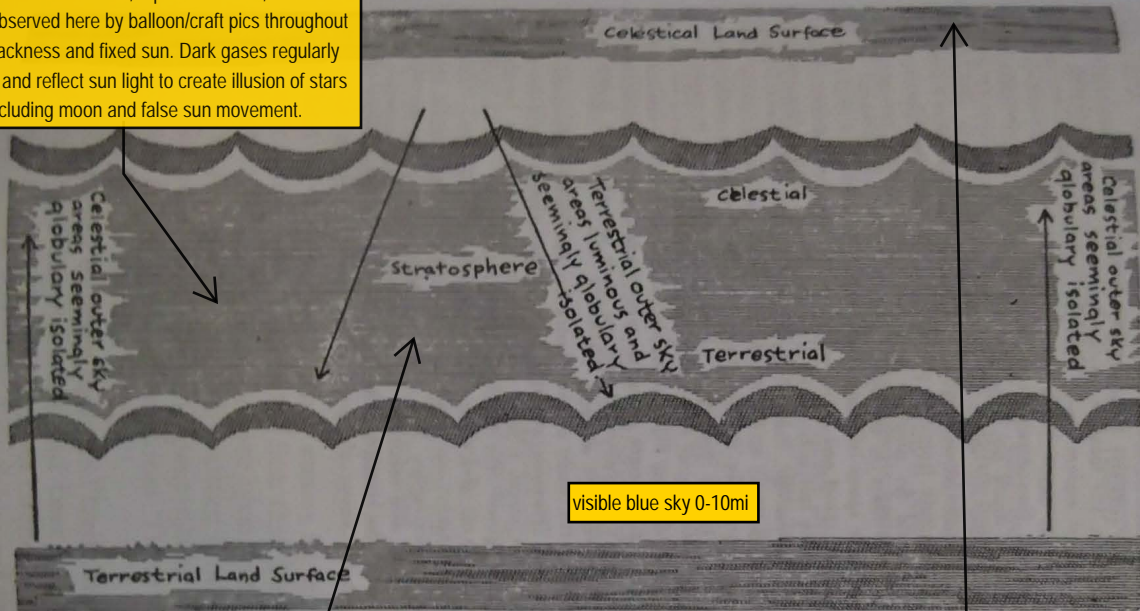 bserved here by balloon/craft pics throughout
ackness and fixed sun. Dark gases regularly
and reflect sun light to create illusion of stars
cluding moon and false sun movement.
Celestical Land Surface
Celestial outer sky
areas seemingly
globulary isolated
Stratosphere
Terrestrial outer sky
areas luminous and
seemingly globulary
isolated
Celestial
Terrestrial
Celestial outer sky
areas seemingly
globulary isolated
visible blue sky 0-10mi
Terrestrial Land Surface